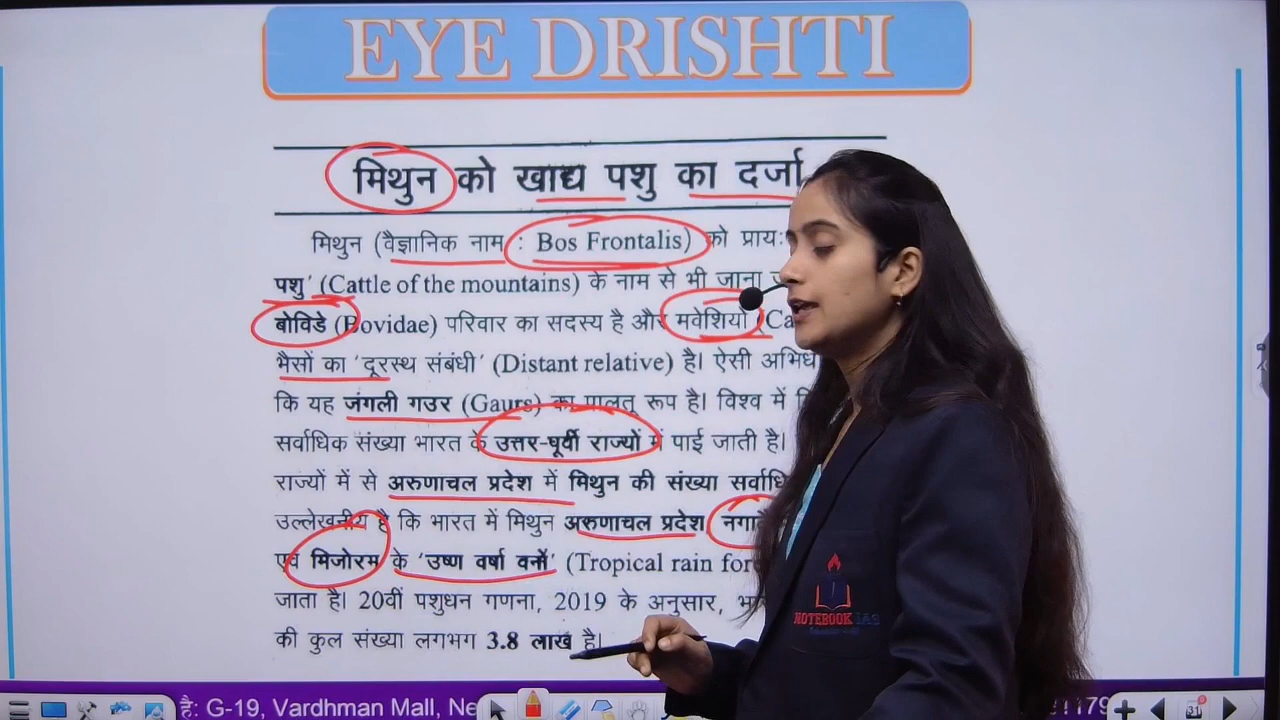 EYE DRISHTI
मिथुन को खाद्य पशु का दर्जा
मिथुन (वैज्ञानिक नाम : Bos Frontalis) को प्रायः
पशु' (Cattle of the mountains) के नाम से भी जाना
बोविडे (Bovidae) परिवार का सदस्य है और मवेशियों
भैंसों का 'दूरस्थ संबंधी' (Distant relative) है। ऐसी
कि यह जंगली गउर (Gaurs) का पालतू रूप है। विश्व में
सर्वाधिक संख्या भारत के उत्तर-पूर्वी राज्यों में पाई जाती है।
राज्यों में से अरुणाचल प्रदेश में मिथुन की संख्या
उल्लेखनीय है कि भारत में मिथुन अरुणाचल प्रदेश
एवं मिजोरम के 'उष्ण वर्षा वनों' (Tropical rain
जाता है। 20वीं पशुधन गणना, 2019 के अनुसार,
की कुल संख्या लगभग 3.8 लाख है।
NOTEBOOK IAS
है: G-19, Vardhman Mall,
31